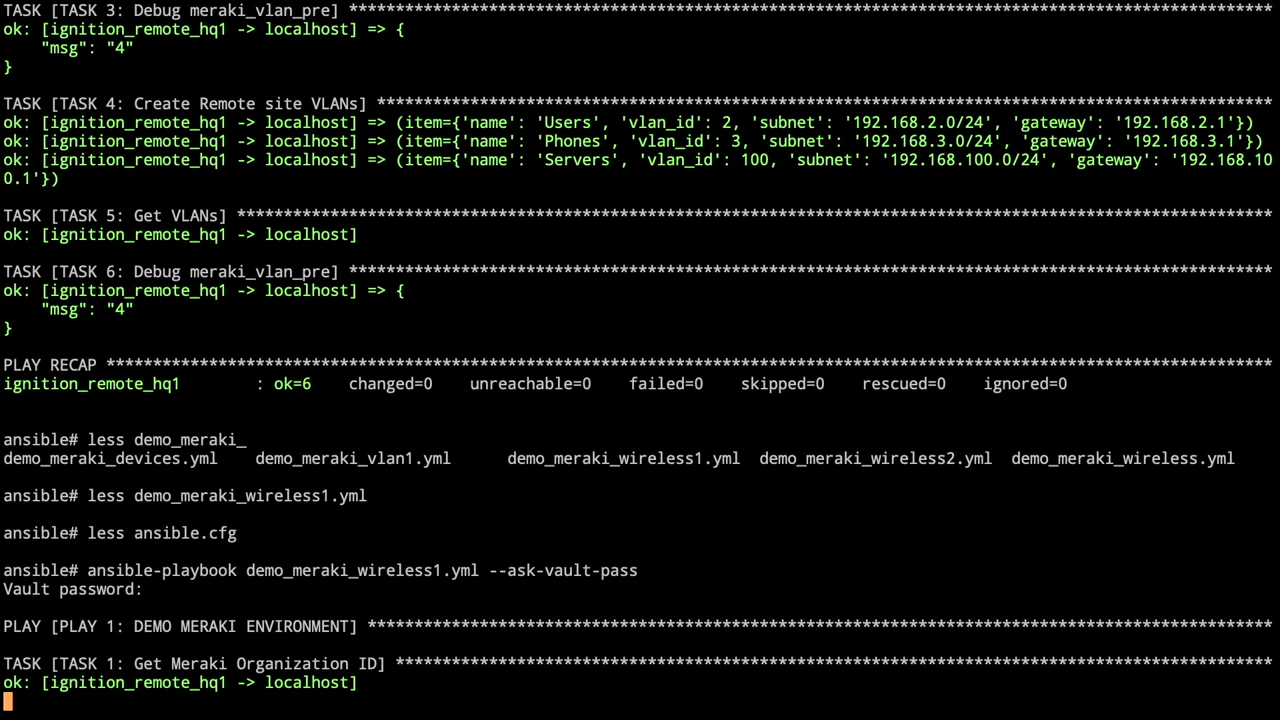 TASK [TASK 3: Debug meraki_vlan_pre] ***************************************************************************************************
ok: [ignition_remote_hq1 -> localhost] => {
    "msg": "4"
}
TASK [TASK 4: Create Remote site VLANs] ************************************************************************************************
ok: [ignition_remote_hq1 -> localhost] => (item={'name': 'Users', 'vlan_id': 2, 'subnet': '192.168.2.0/24', 'gateway': '192.168.2.1'})
ok: [ignition_remote_hq1 -> localhost] => (item={'name': 'Phones', 'vlan_id': 3, 'subnet': '192.168.3.0/24', 'gateway': '192.168.3.1'})
ok: [ignition_remote_hq1 -> localhost] => (item={'name': 'Servers', 'vlan_id': 100, 'subnet': '192.168.100.0/24', 'gateway': '192.168.10
0.1'})
TASK [TASK 5: Get VLANs] ***************************************************************************************************************
ok: [ignition_remote_hq1 -> localhost]
TASK [TASK 6: Debug meraki_vlan_pre] ***************************************************************************************************
ok: [ignition_remote_hq1 -> localhost] => {
    "msg": "4"
}
PLAY RECAP *****************************************************************************************************************************
ignition_remote_hq1        : ok=6    changed=0    unreachable=0    failed=0    skipped=0    rescued=0    ignored=0
ansible# less demo_meraki_
demo_meraki_devices.yml    demo_meraki_vlan1.yml      demo_meraki_wireless1.yml  demo_meraki_wireless2.yml  demo_meraki_wireless.yml
ansible# less demo_meraki_wireless1.yml
ansible# less ansible.cfg
ansible# ansible-playbook demo_meraki_wireless1.yml --ask-vault-pass
Vault password:
PLAY [PLAY 1: DEMO MERAKI ENVIRONMENT] *************************************************************************************************
TASK [TASK 1: Get Meraki Organization ID] **********************************************************************************************
ok: [ignition_remote_hq1 -> localhost]